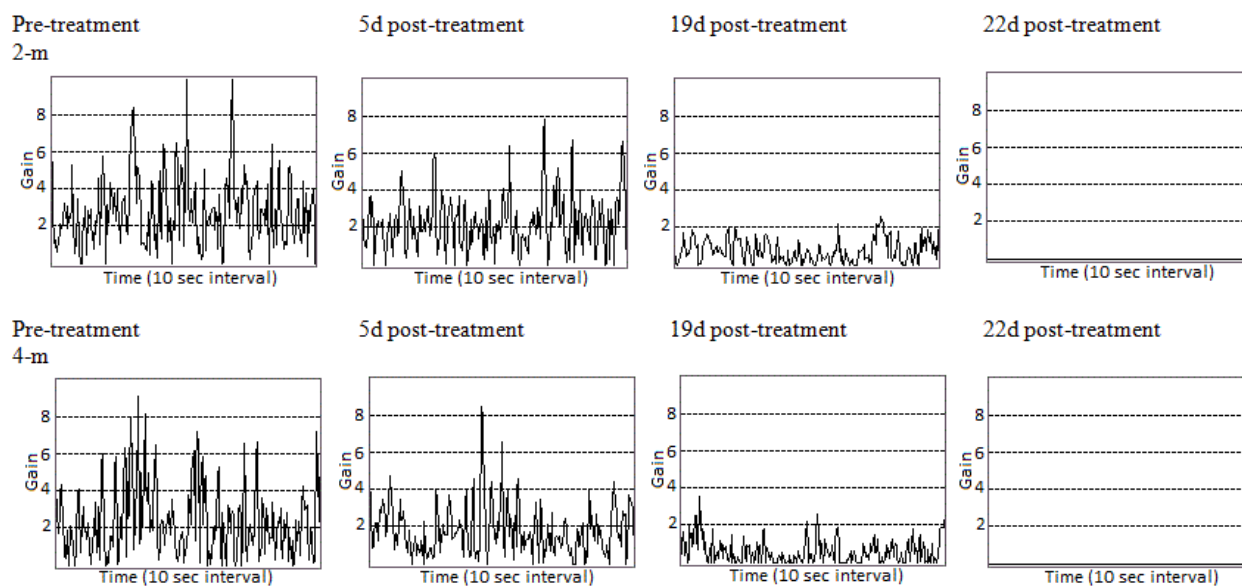 Pre-treatment 5d post-treatment 19d post-treatment 22d post-treatment
2-m
8 8 8 8
6 6 6 6
Gain Gain Gain Gain
4 4 4 4
2 2 2 2
Time (10 sec interval) Time (10 sec interval) Time (10 sec interval) Time (10 sec interval)
Pre-treatment 5d post-treatment 19d post-treatment 22d post-treatment
4-m
8 8 8 8
6 6 6 6
Gain Gain Gain Gain
4 4 4 4
2 2 2 2
Time (10 sec interval) Time (10 sec interval) Time (10 sec interval) Time (10 sec interval)